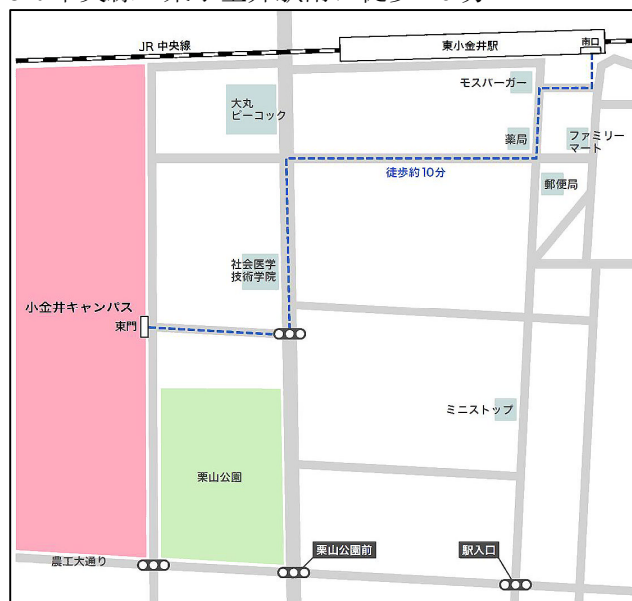 JR 中央線
東小金井駅
南口
モスバーガー
大丸
ピーコック
薬局
ファミリー
マート
徒歩約10分
郵便局
社会医学
技術学院
小金井キャンパス
東門
ミニストップ
栗山公園
農工大通り
栗山公園前
駅入口